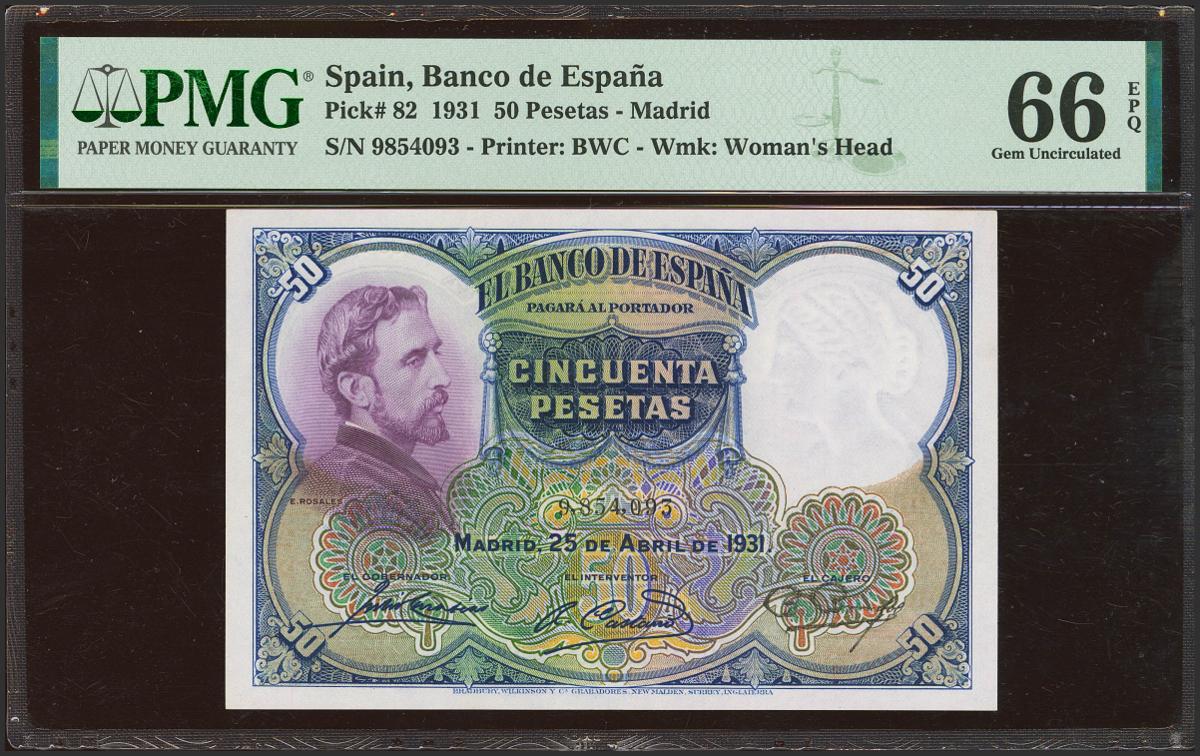 PMG®
PAPER MONEY GUARANTY
Spain, Banco de España
Pick# 82 1931 50 Pesetas - Madrid
S/N 9854093 - Printer: BWC - Wmk: Woman's Head
66 EPQ
Gem Uncirculated
50 50
EL BANCO DE ESPAÑA
PAGARÁ AL PORTADOR
CINCUENTA
PESETAS
E. ROSALES
9,854,093
MADRID, 25 DE ABRIL DE 1931.
EL GOBERNADOR, EL INTERVENTOR, EL CAJERO
50 50 50
BRADBURY, WILKINSON Y Cª GRABADORES. NEW MALDEN, SURREY, INGLATERRA